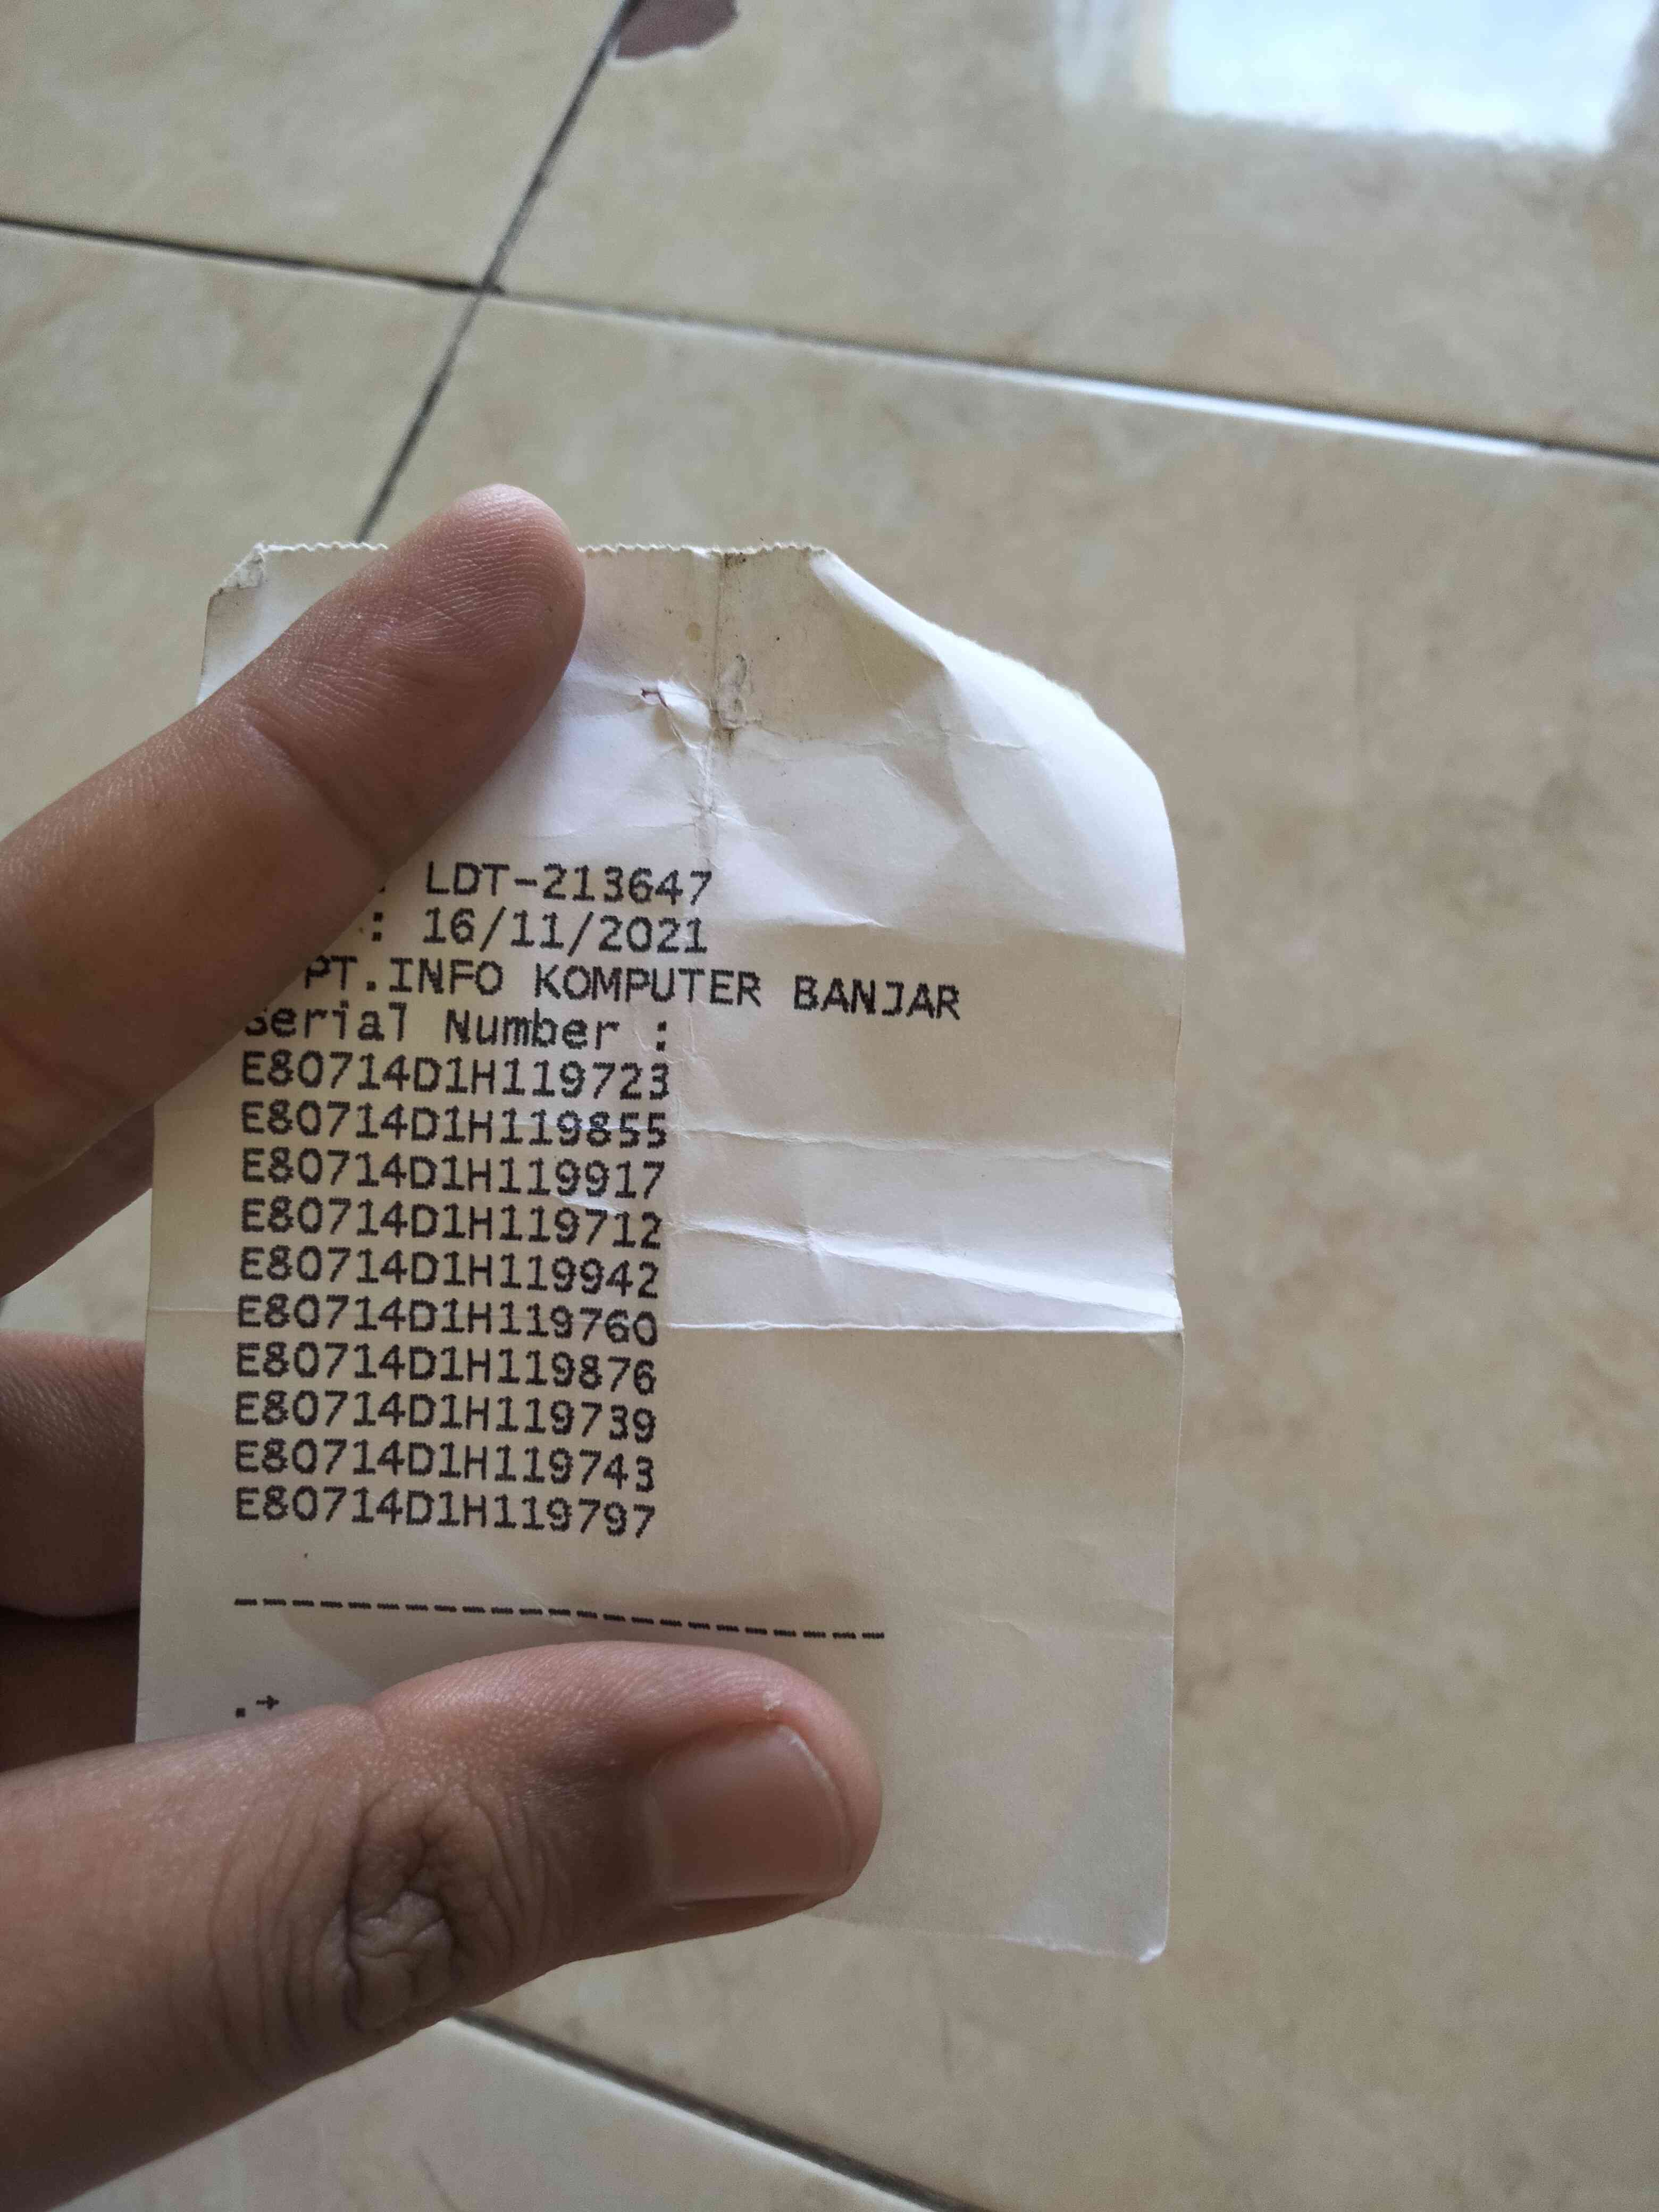 : LDT-213647
: 16/11/2021
PT.INFO KOMPUTER BANJAR
Serial Number :
E80714D1H119723
E80714D1H119855
E80714D1H119917
E80714D1H119712
E80714D1H119942
E80714D1H119760
E80714D1H119876
E80714D1H119739
E80714D1H119743
E80714D1H119797
-----------------------
.→